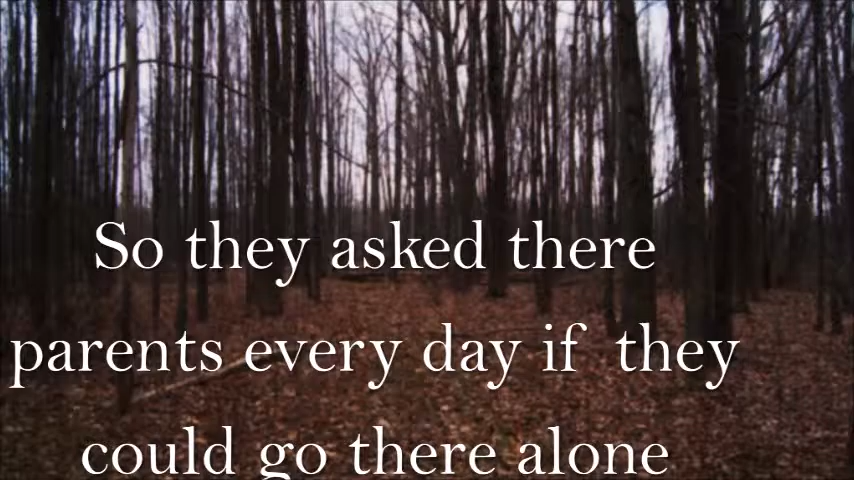 So they asked there
parents every day if  they
could go there alone